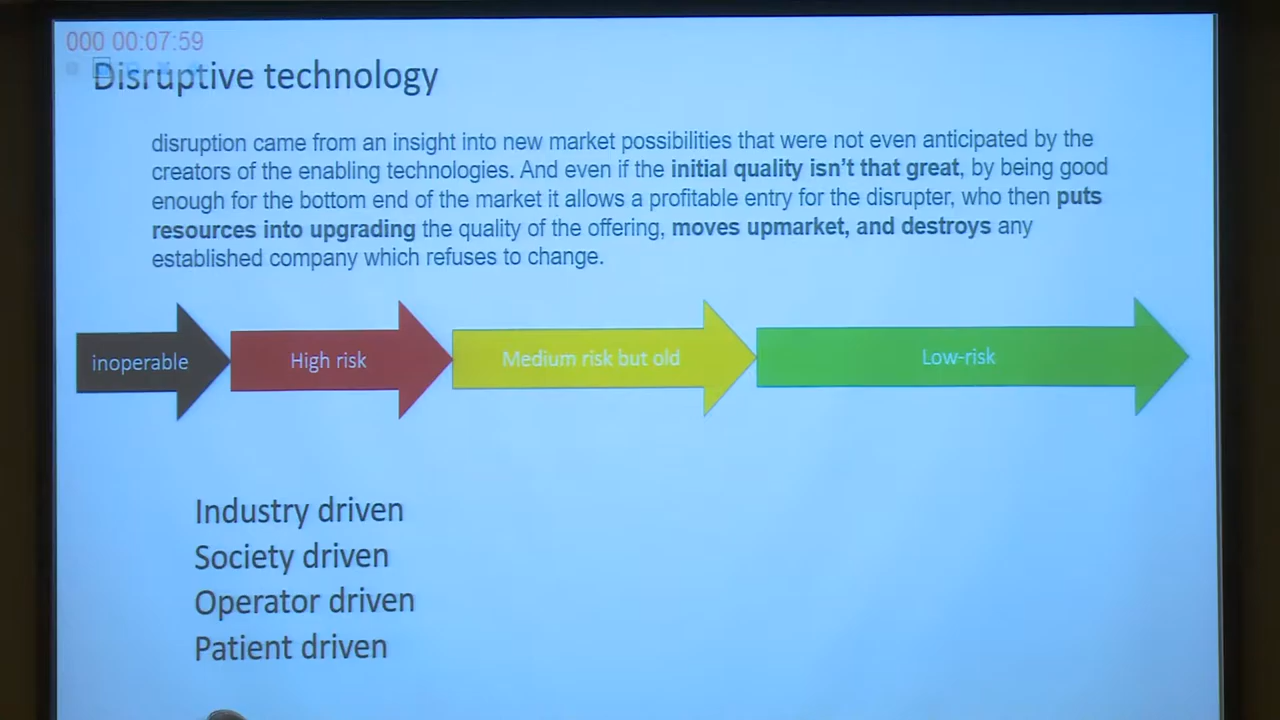 000 00:07:59
Disruptive technology
disruption came from an insight into new market possibilities that were not even anticipated by the
creators of the enabling technologies. And even if the initial quality isn't that great, by being good
enough for the bottom end of the market it allows a profitable entry for the disrupter, who then puts
resources into upgrading the quality of the offering, moves upmarket, and destroys any
established company which refuses to change.
inoperable
High risk
Medium risk but old
Low-risk
Industry driven
Society driven
Operator driven
Patient driven